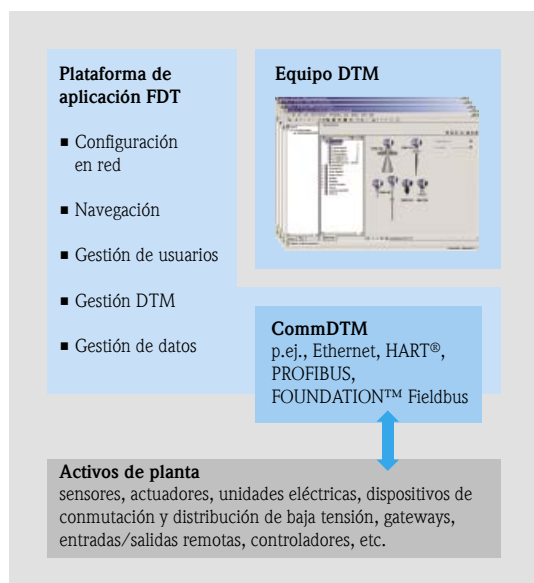 Plataforma de
aplicación FDT
■ Configuración
en red
■ Navegación
■ Gestión de usuarios
■ Gestión DTM
■ Gestión de datos
Equipo DTM
CommDTM
p.ej., Ethernet, HART®,
PROFIBUS,
FOUNDATION™ Fieldbus
Activos de planta
sensores, actuadores, unidades eléctricas, dispositivos de
conmutación y distribución de baja tensión, gateways,
entradas/salidas remotas, controladores, etc.